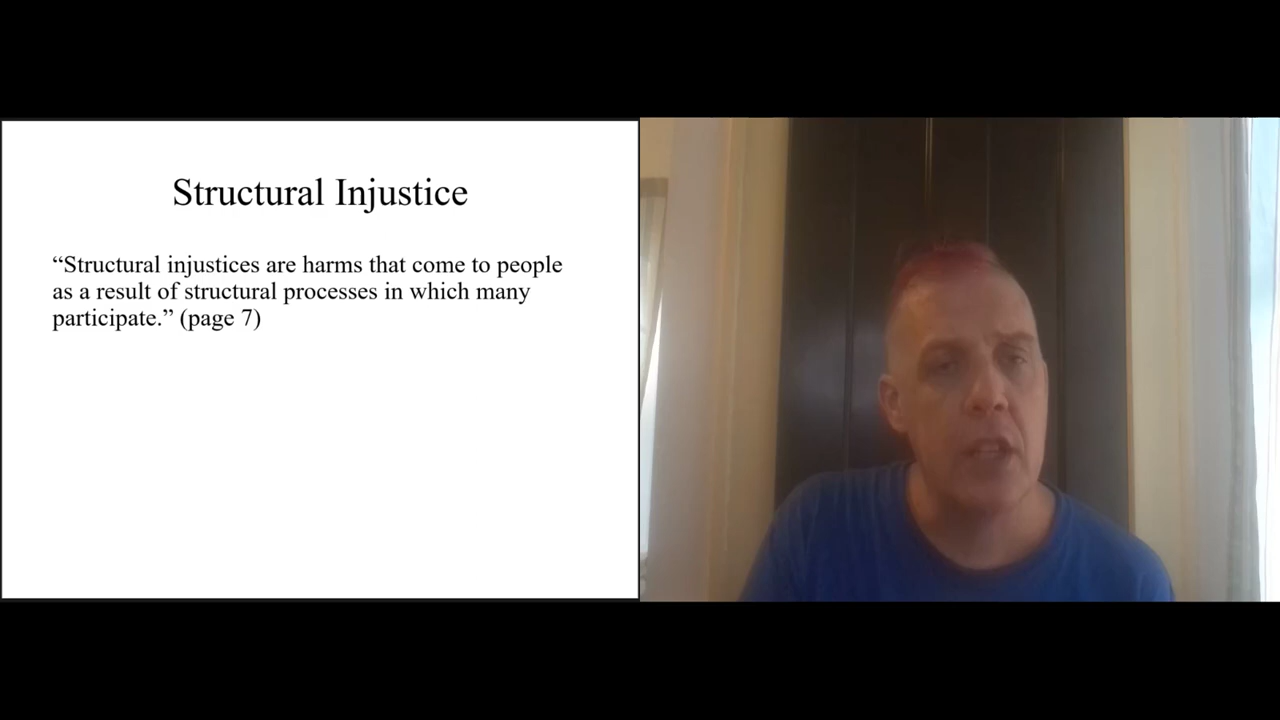 Structural Injustice
“Structural injustices are harms that come to people
as a result of structural processes in which many
participate.” (page 7)